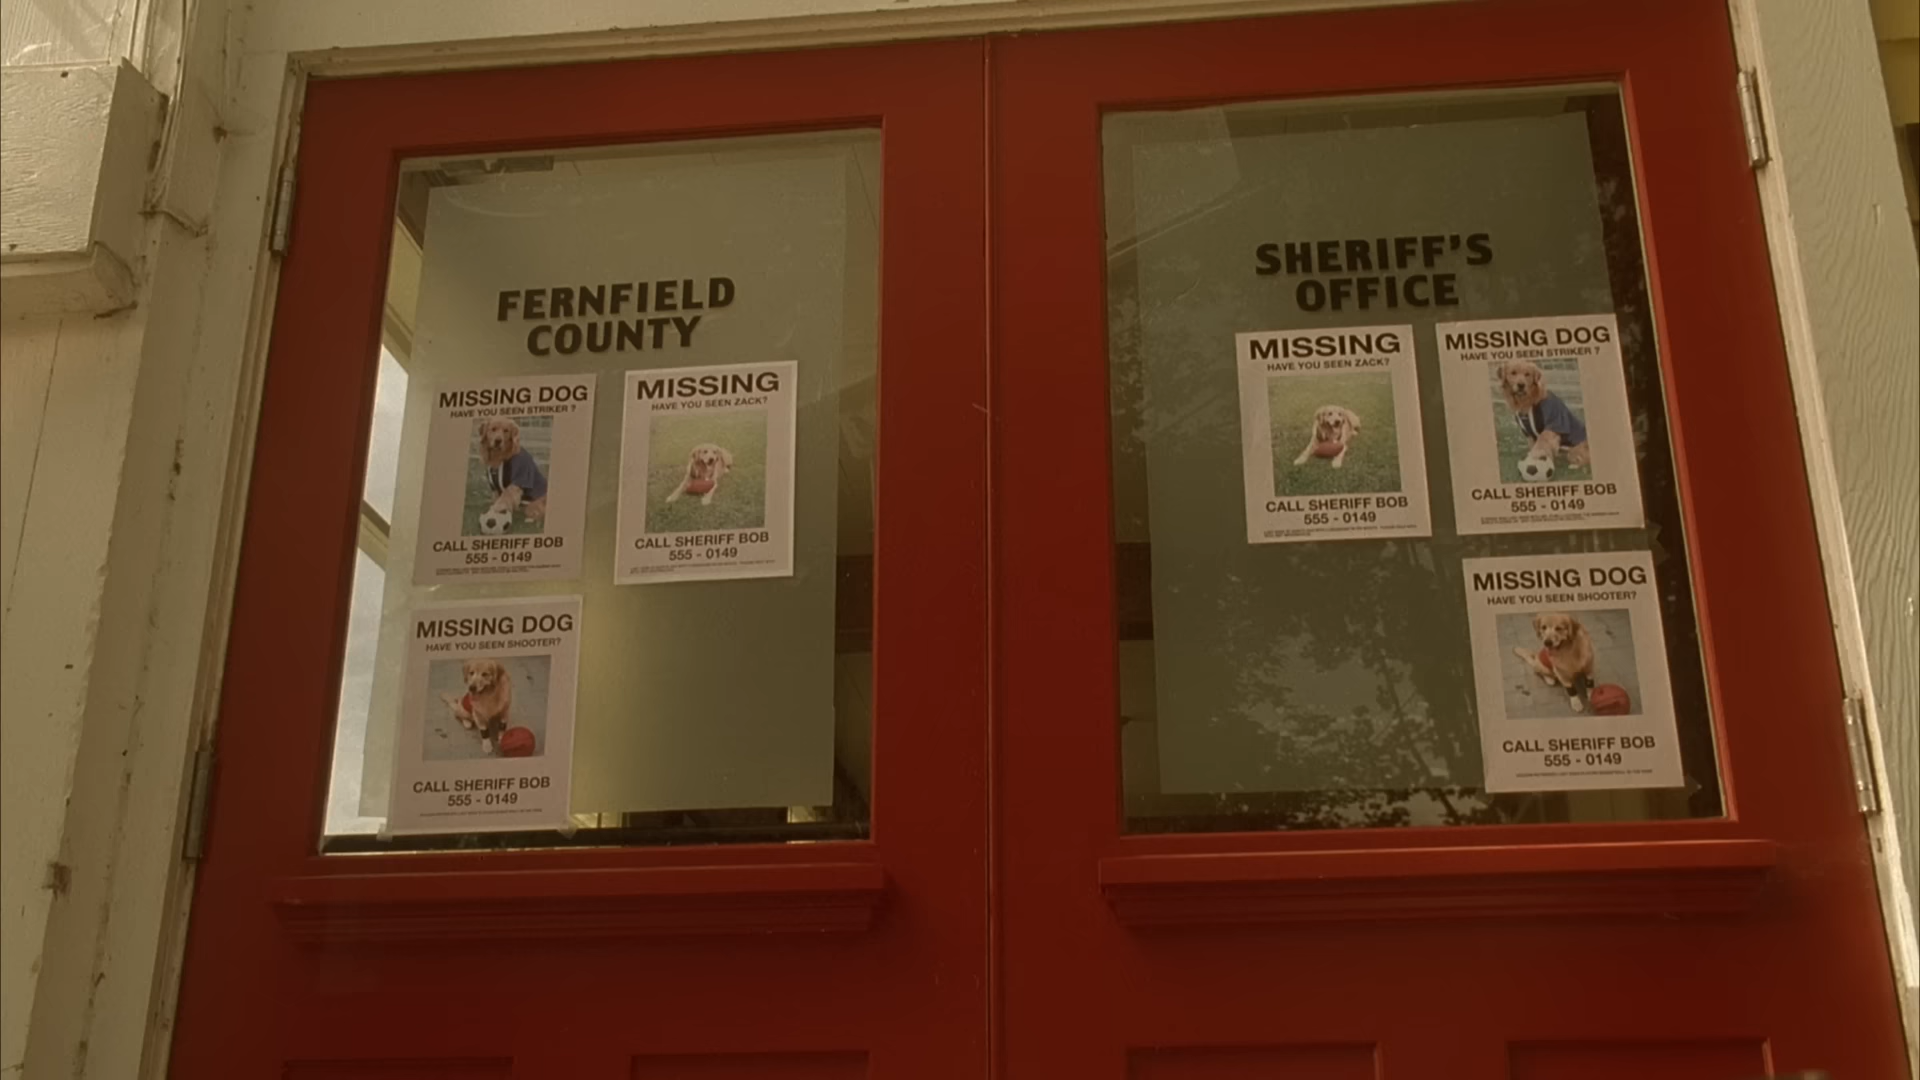 FERNFIELD
COUNTY
MISSING DOG
HAVE YOU SEEN STRIKER ?
CALL SHERIFF BOB
555 - 0149
MISSING
HAVE YOU SEEN ZACK?
CALL SHERIFF BOB
555 - 0149
MISSING DOG
HAVE YOU SEEN SHOOTER?
CALL SHERIFF BOB
555 - 0149
SHERIFF'S
OFFICE
MISSING
HAVE YOU SEEN ZACK?
CALL SHERIFF BOB
555 - 0149
MISSING DOG
HAVE YOU SEEN STRIKER ?
CALL SHERIFF BOB
555 - 0149
MISSING DOG
HAVE YOU SEEN SHOOTER?
CALL SHERIFF BOB
555 - 0149